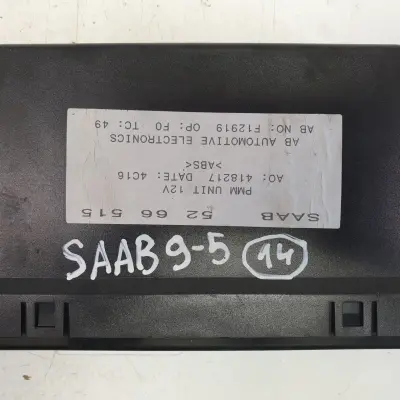 SAAB 52 66 515
PMM UNIT 12V
AO: 418217 DATE: 4C16
>ABS<
AB AUTOMOTIVE ELECTRONICS
AB NO: F12919 OP: F0 TC: 49
SAAB 9-5 14